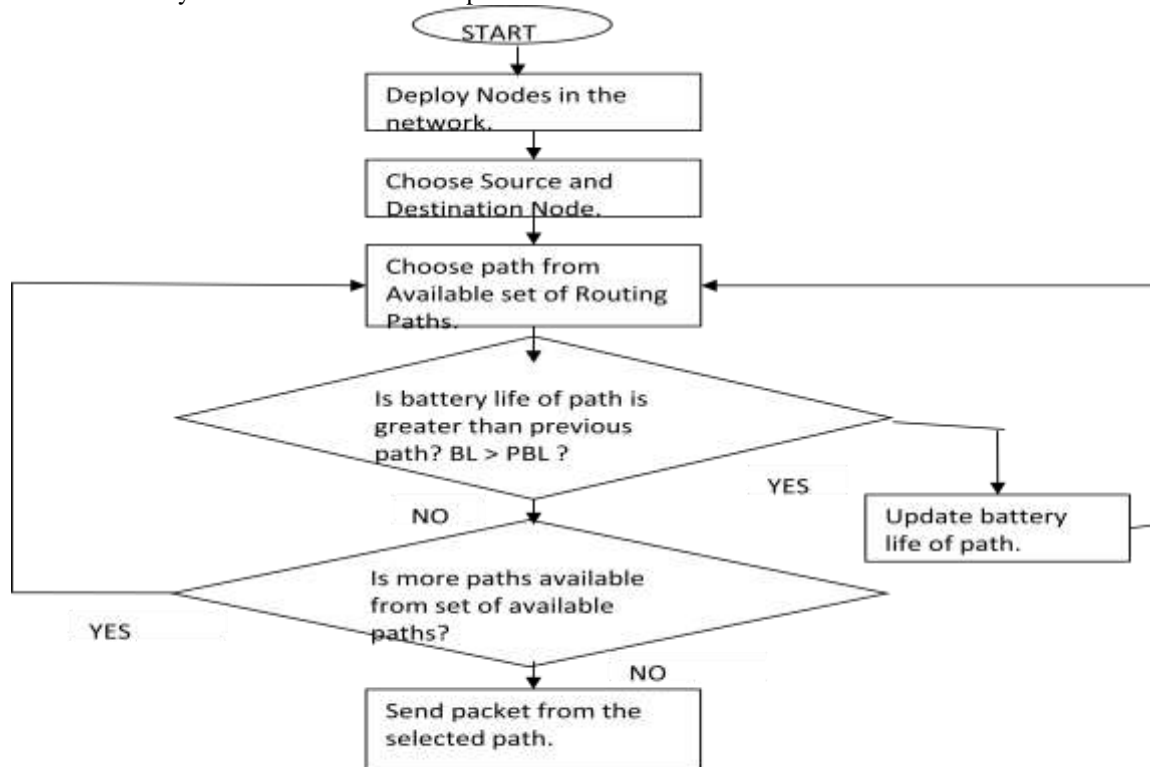 START
Deploy Nodes in the
network.
Choose Source and
Destination Node.
Choose path from
Available set of Routing
Paths.
Is battery life of path is
greater than previous
path? BL > PBL ?
YES
NO
Update battery
life of path.
Is more paths available
from set of available
paths?
YES
NO
Send packet from the
selected path.